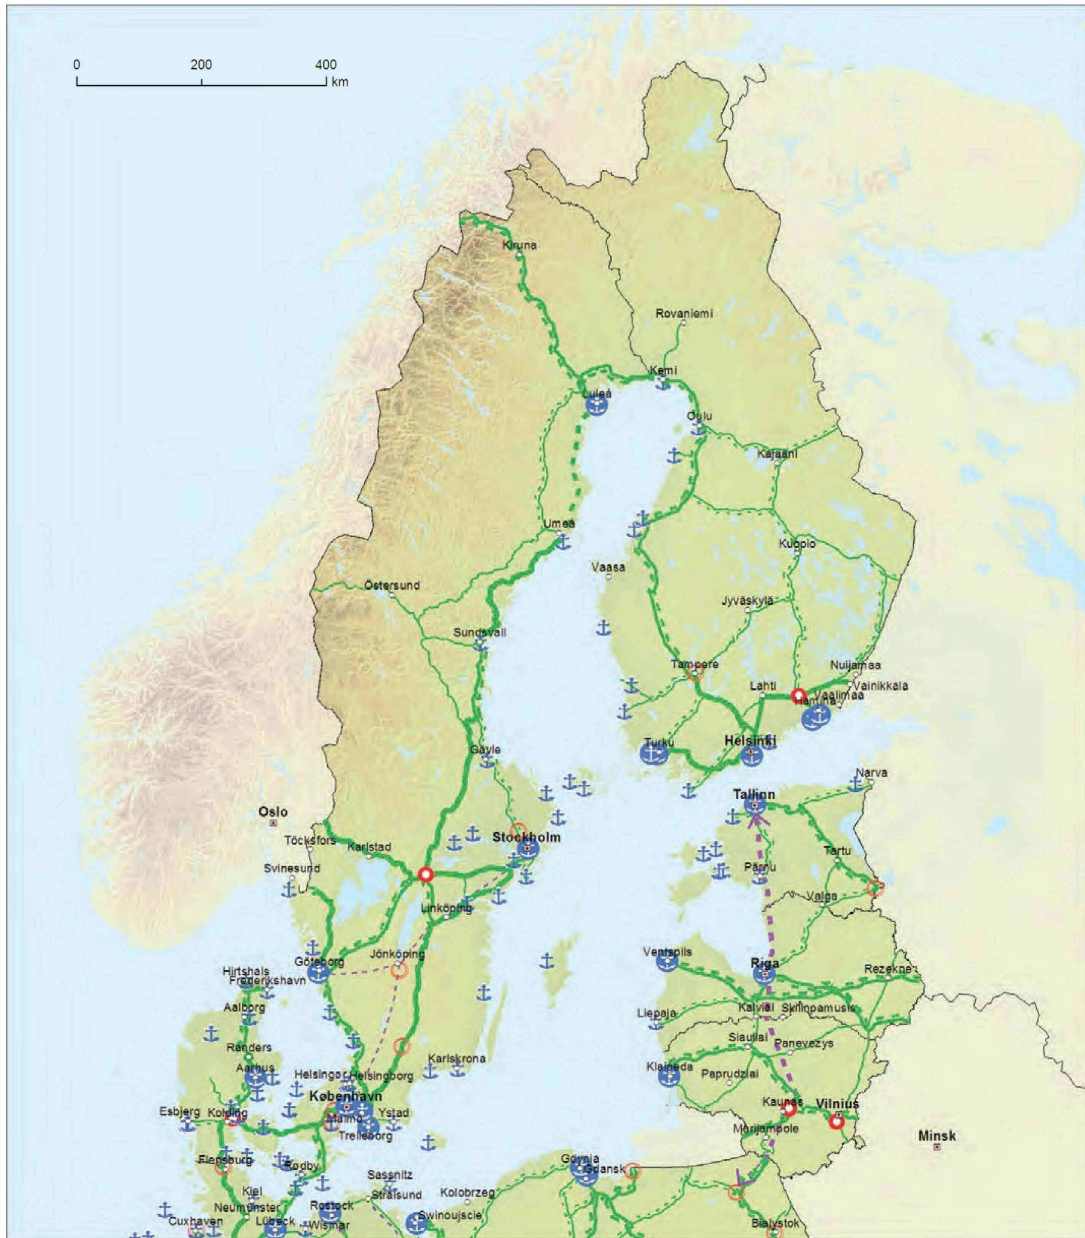 0 200 400
km
Kiruna
Rovaniemi
Kemi
Luleå
Oulu
Kajaani
Umeå
Kuopio
Vaasa
Östersund
Jyväskylä
Sundsvall
Tampere
Nuijamaa
Lahti
Vainikkala
Vaalimaa
Hamina
Turku
Helsinki
Gävle
Narva
Tallinn
Oslo
Töcksfors
Stockholm
Karlstad
Tartu
Svinesund
Pärnu
Valga
Linköping
Ventspils
Jönköping
Göteborg
Riga
Rezekne
Hirtshals
Frederikshavn
Aalborg
Liepaja
Kalviai
Skilinpamusis
Randers
Siauliai
Panevezys
Karlskrona
Aarhus
Helsingør
Helsingborg
Klaipeda
Paprudziai
København
Kaunas
Vilnius
Esbjerg
Kolding
Malmö
Ystad
Trelleborg
Marijampole
Minsk
Flensburg
Rødby
Gdynia
Gdansk
Sassnitz
Kiel
Stralsund
Kolobrzeg
Neumünster
Rostock
Cuxhaven
Lübeck
Wismar
Swinoujscie
Bialystok